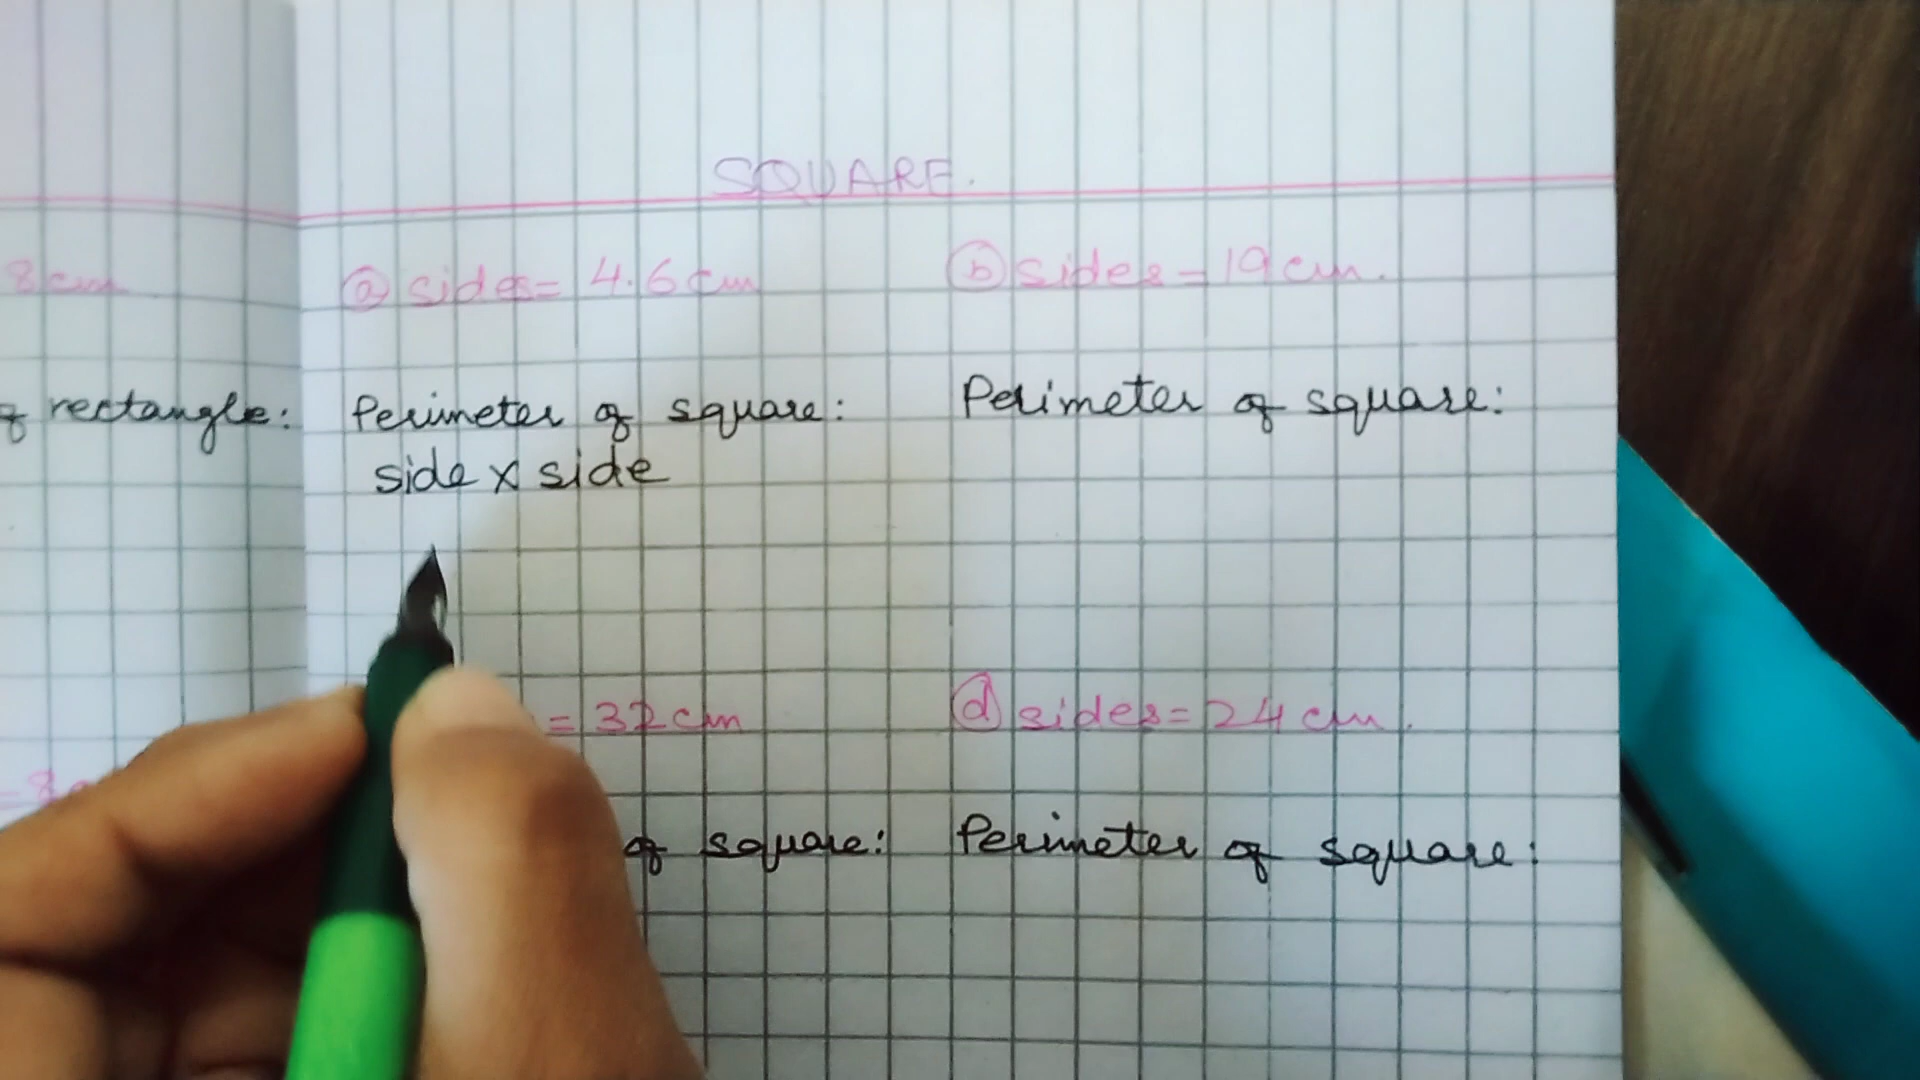 SQUARE.
8 cm
of rectangle:
ⓐ sides= 4.6 cm
ⓑ sides = 19 cm.
Perimeter of square:
side x side
Perimeter of square:
= 32 cm
ⓓ sides = 24 cm.
of square:
Perimeter of square: